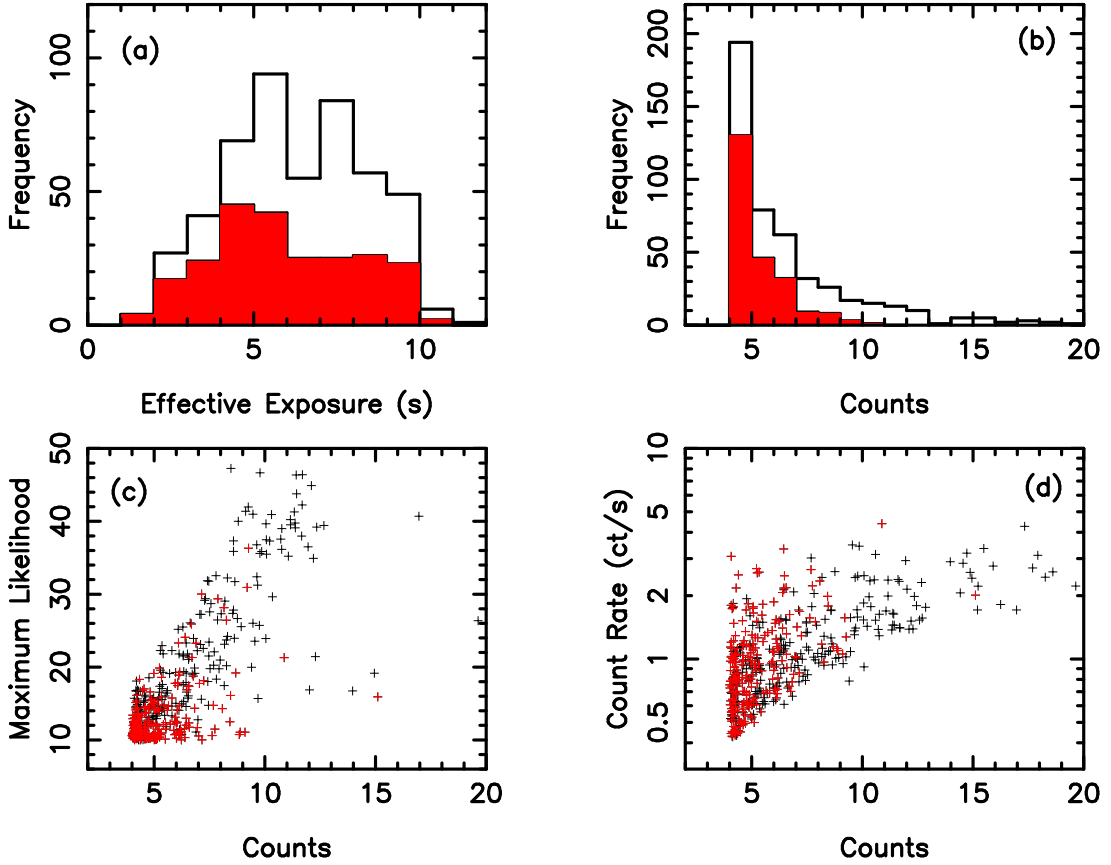 (a)
Frequency
0 50 100
0 5 10
Effective Exposure (s)
(b)
Frequency
0 50 100 150 200
5 10 15 20
Counts
(c)
Maximum Likelihood
10 20 30 40 50
5 10 15 20
Counts
(d)
Count Rate (ct/s)
0.5 1 2 5 10
5 10 15 20
Counts